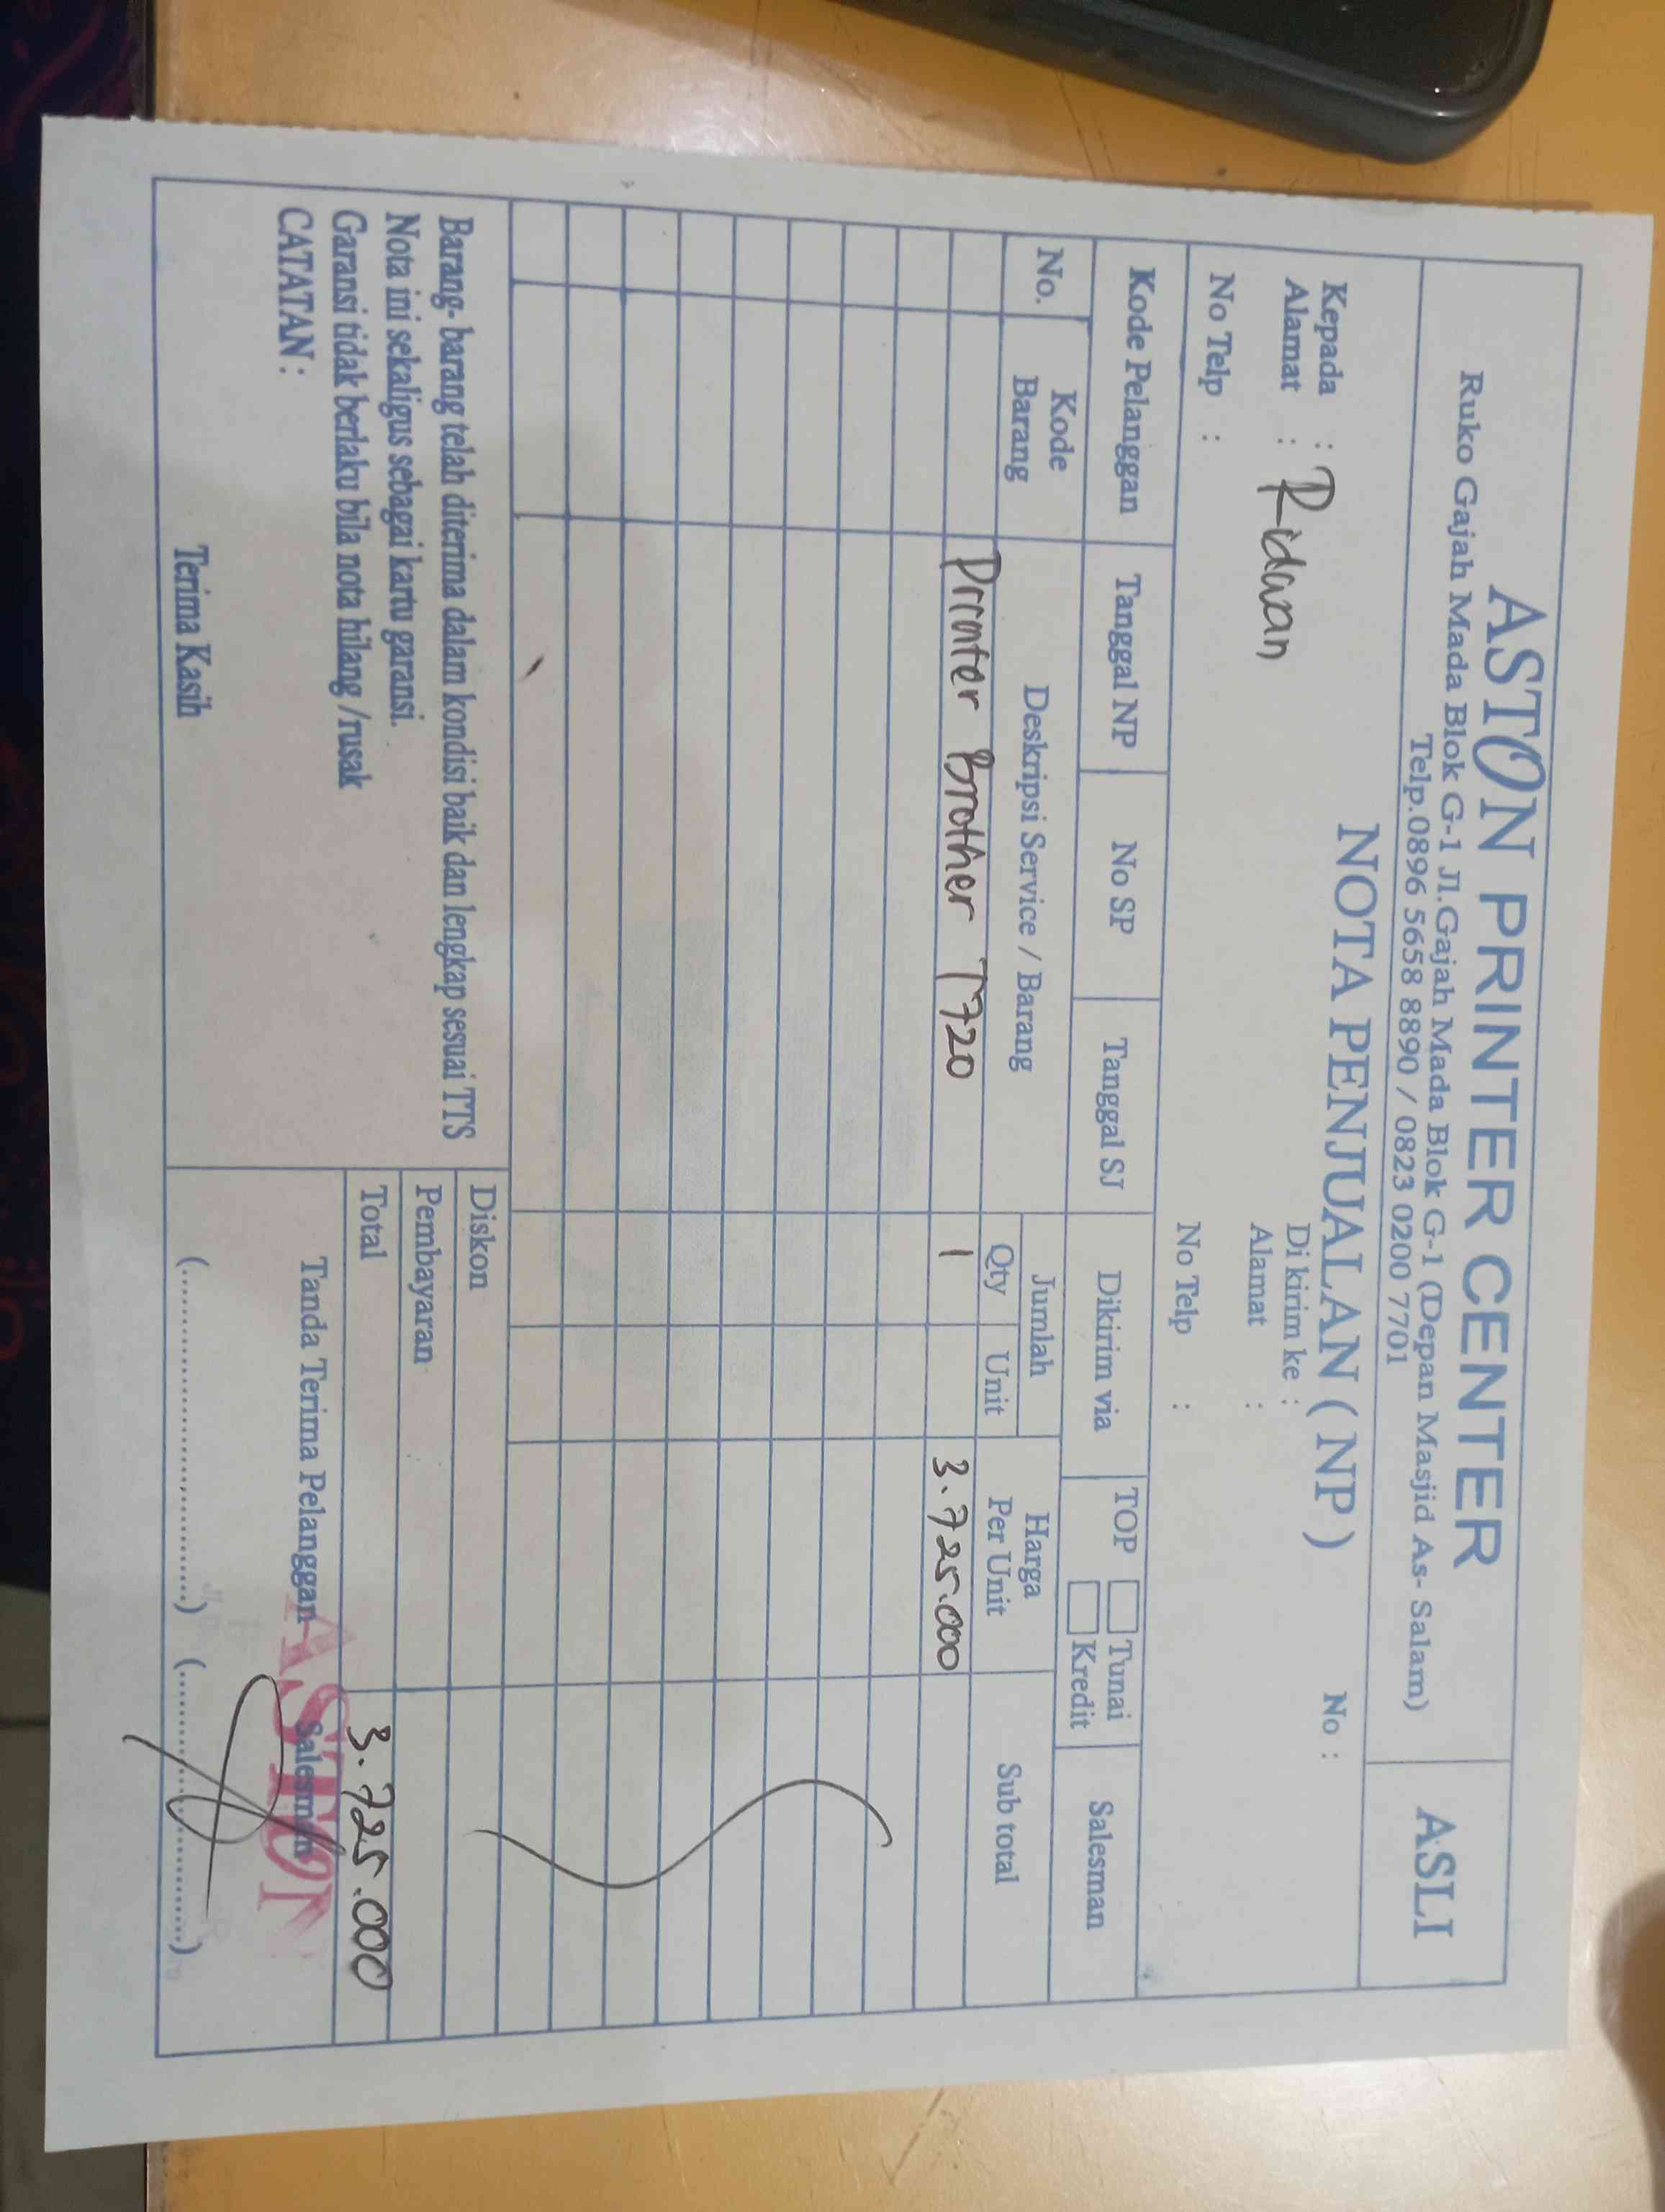 ASTON PRINTER CENTER
Ruko Gajah Mada Blok G-1 Jl.Gajah Mada Blok G-1 (Depan Masjid As- Salam)
Telp.0896 5658 8890 / 0823 0200 7701
ASLI
NOTA PENJUALAN ( NP )
No :
Kepada : Ridwan
Alamat :
No Telp :
Di kirim ke :
Alamat :
No Telp :
Kode Pelanggan Tanggal NP No SP Tanggal SJ Dikirim via TOP Tunai Kredit Salesman
No. Kode Barang Deskripsi Service / Barang Jumlah Qty Unit Harga Per Unit Sub total
Printer Brother T720 1 3.725.000
Barang- barang telah diterima dalam kondisi baik dan lengkap sesuai TTS
Nota ini sekaligus sebagai kartu garansi.
Garansi tidak berlaku bila nota hilang /rusak
CATATAN :
Terima Kasih
Diskon
Pembayaran
Total 3.725.000
Tanda Terima Pelanggan
Salesman
ASTON
(....................................) (....................................)